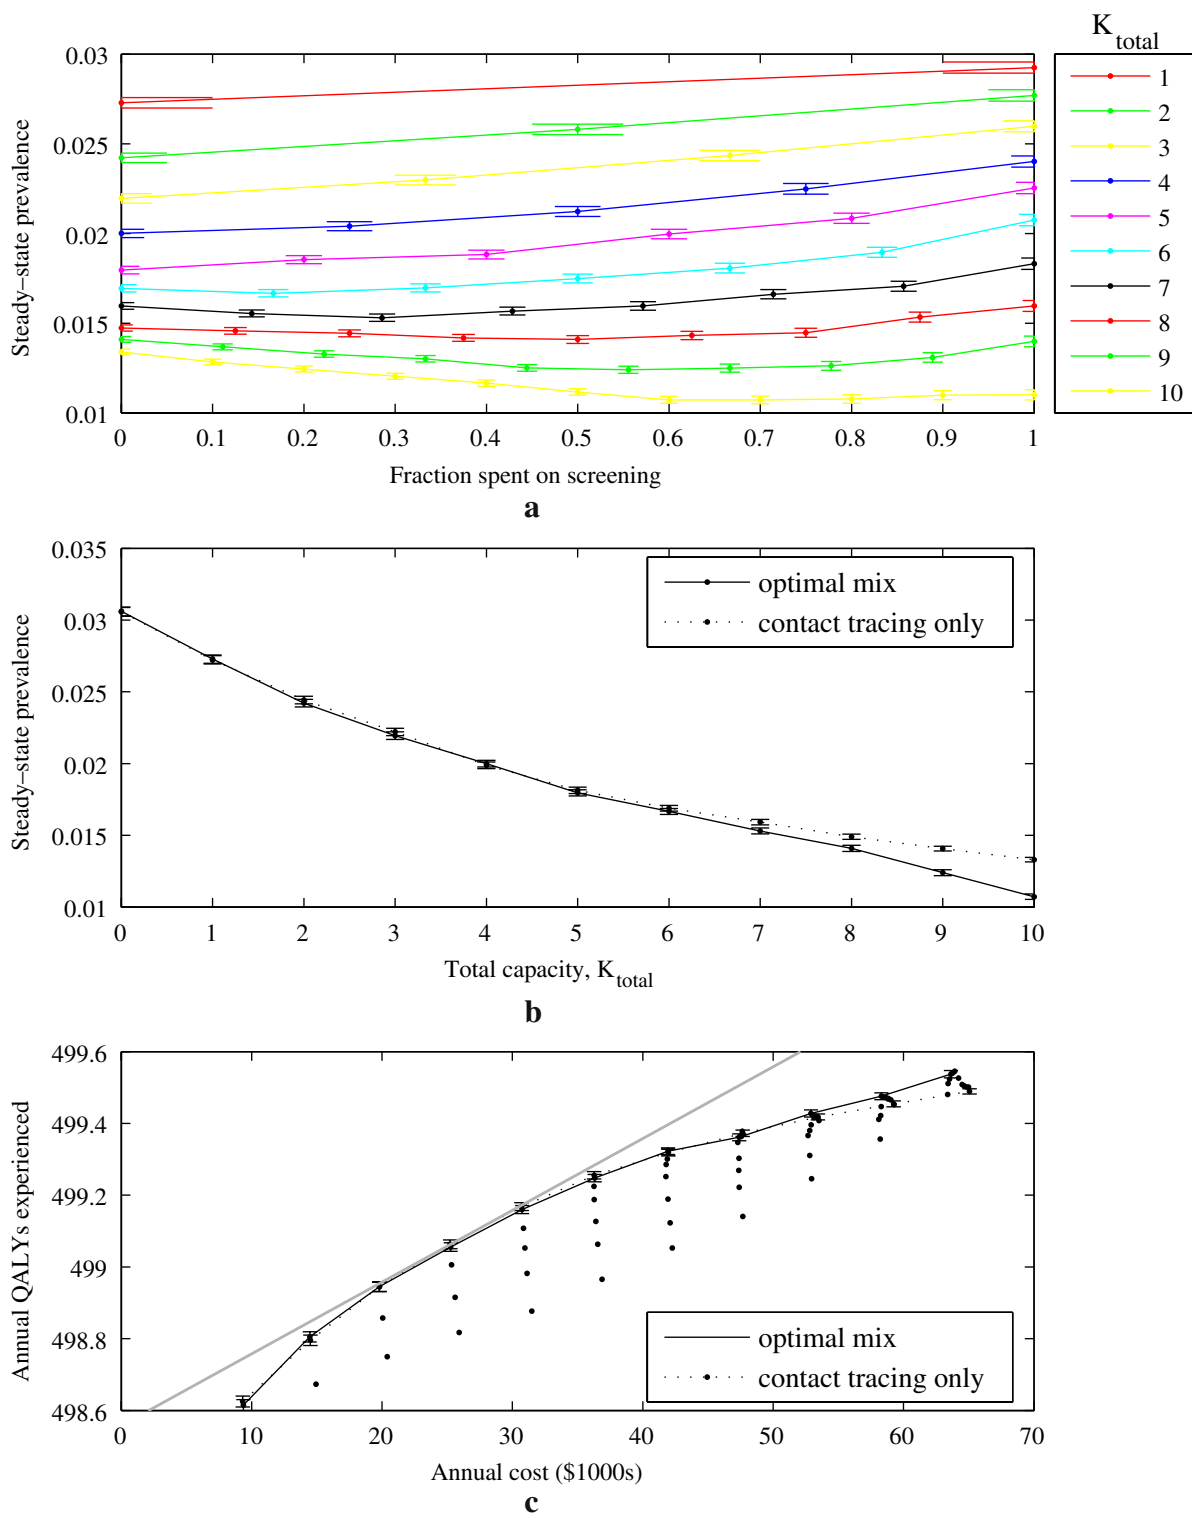 K_total
0.03
0.025
0.02
0.015
0.01
Steady–state prevalence
1
2
3
4
5
6
7
8
9
10
0 0.1 0.2 0.3 0.4 0.5 0.6 0.7 0.8 0.9 1
Fraction spent on screening
a
0.035
0.03
0.025
0.02
0.015
0.01
Steady–state prevalence
optimal mix
contact tracing only
0 1 2 3 4 5 6 7 8 9 10
Total capacity, K_total
b
499.6
499.4
499.2
499
498.8
498.6
Annual QALYs experienced
optimal mix
contact tracing only
0 10 20 30 40 50 60 70
Annual cost ($1000s)
c